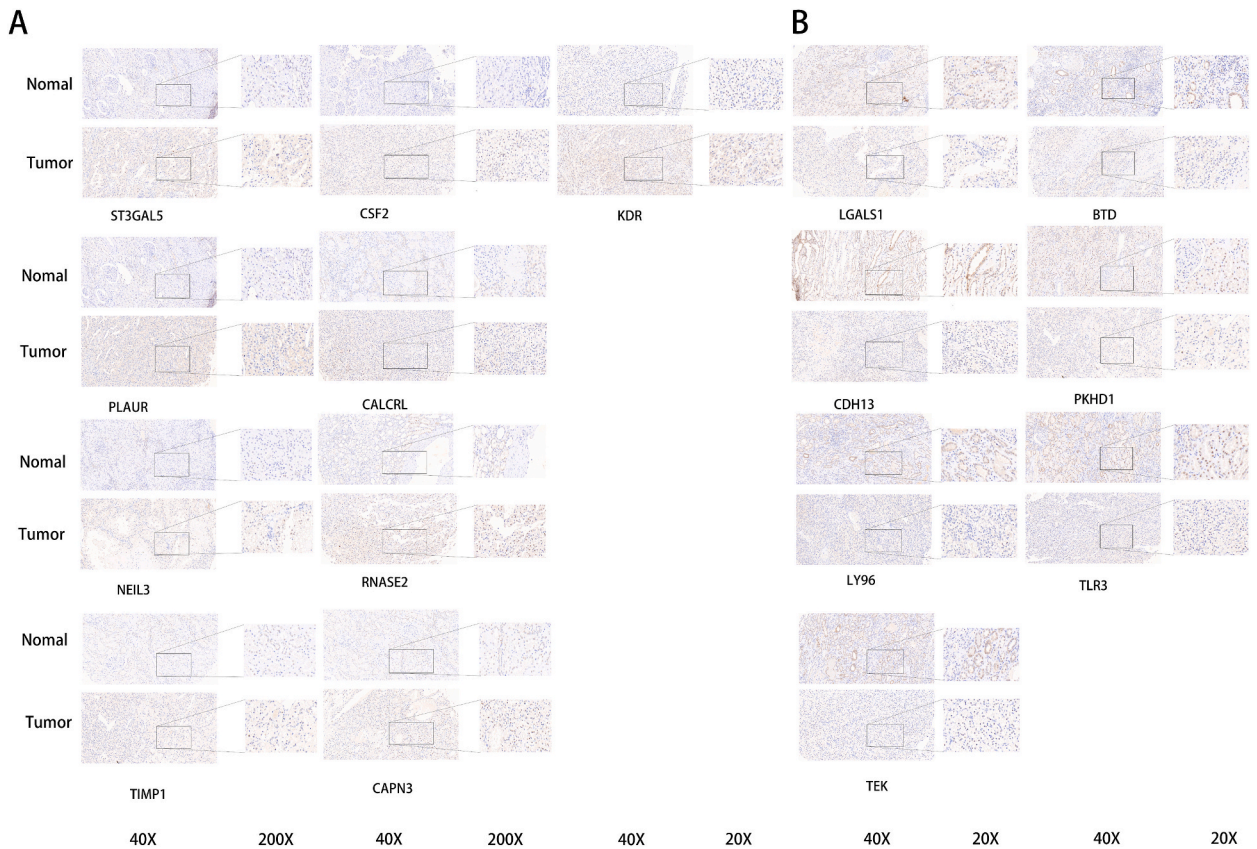 A
B
Nomal
Tumor
ST3GAL5
CSF2
KDR
LGALS1
BTD
Nomal
Tumor
PLAUR
CALCRL
CDH13
PKHD1
Nomal
Tumor
NEIL3
RNASE2
LY96
TLR3
Nomal
Tumor
TIMP1
CAPN3
TEK
40X
200X
40X
200X
40X
20X
40X
20X
40X
20X